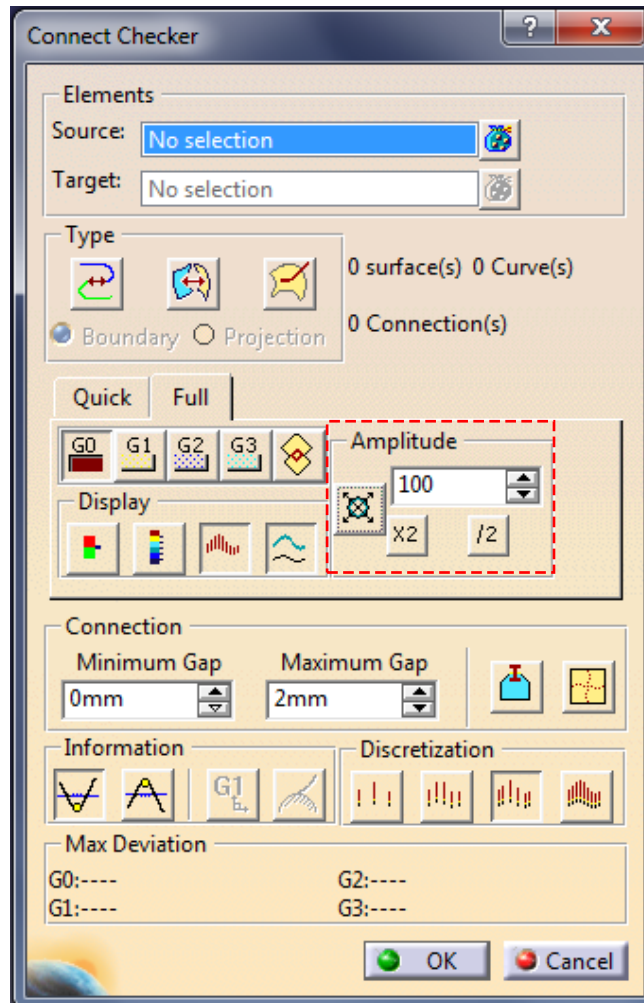 Connect Checker
Elements
Source: No selection
Target: No selection
Type
0 surface(s) 0 Curve(s)
Boundary Projection
0 Connection(s)
Quick Full
G0 G1 G2 G3
Amplitude
100
Display
X2 /2
Connection
Minimum Gap Maximum Gap
0mm 2mm
Information Discretization
G1
Max Deviation
G0:---- G2:----
G1:---- G3:----
OK Cancel